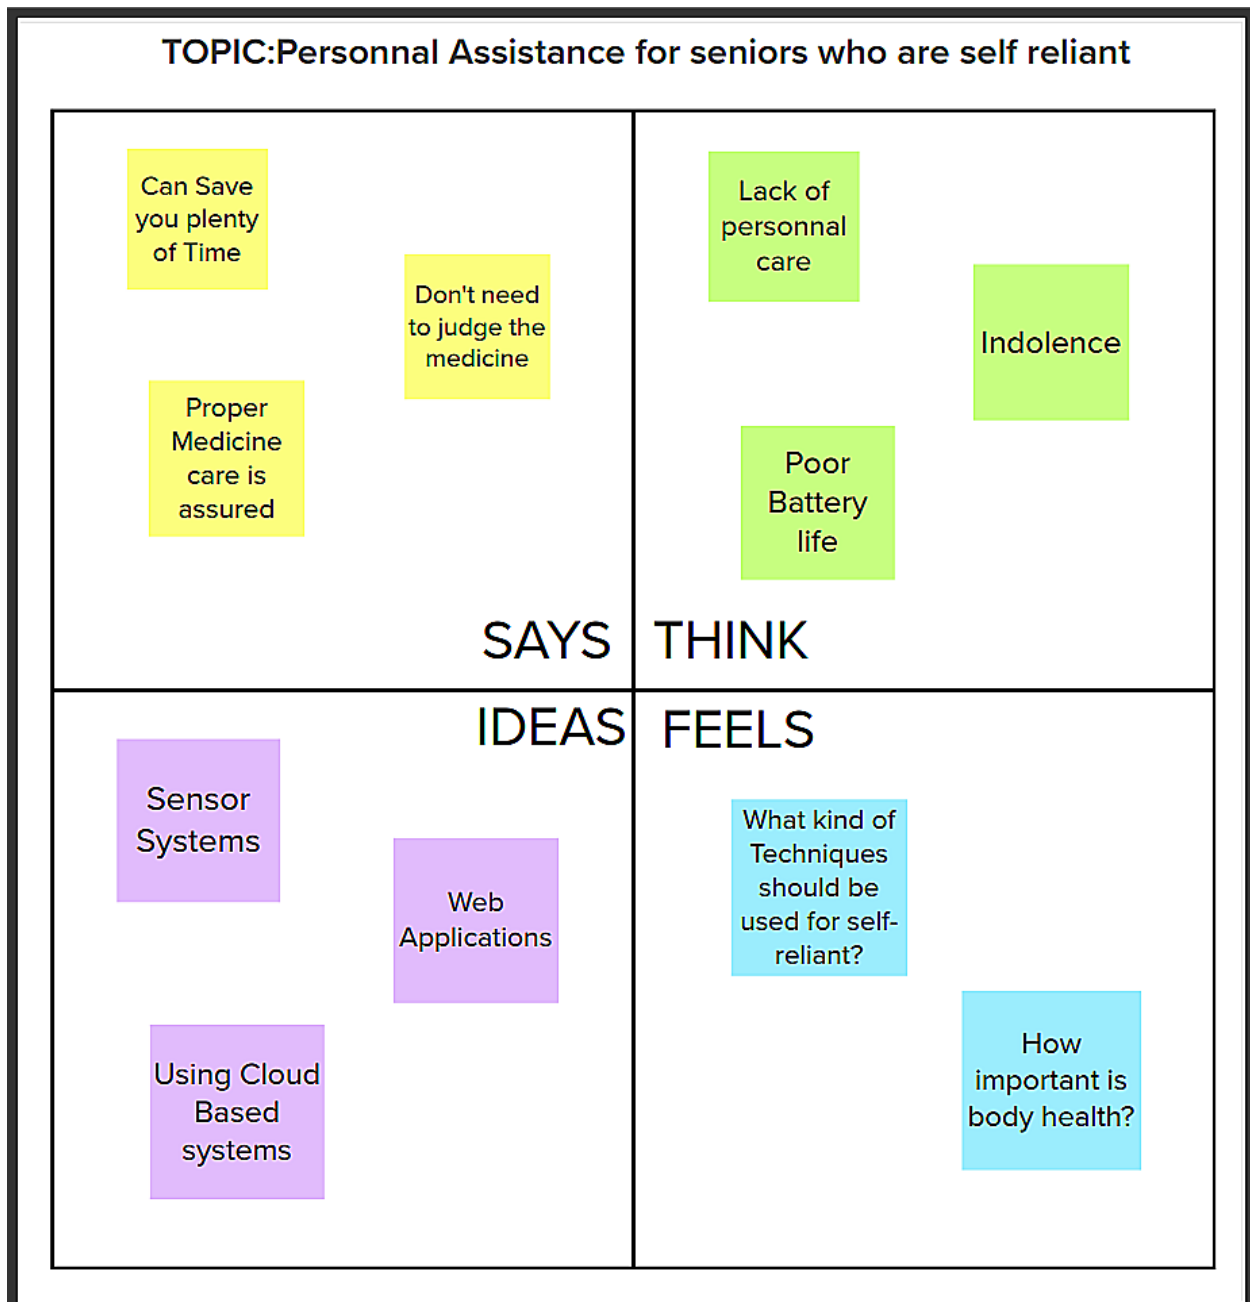 TOPIC:Personnal Assistance for seniors who are self reliant
Can Save
you plenty
of Time
Don't need
to judge the
medicine
Proper
Medicine
care is
assured
SAYS
Lack of
personnal
care
Indolence
Poor
Battery
life
THINK
IDEAS
Sensor
Systems
Web
Applications
Using Cloud
Based
systems
FEELS
What kind of
Techniques
should be
used for self-
reliant?
How
important is
body health?